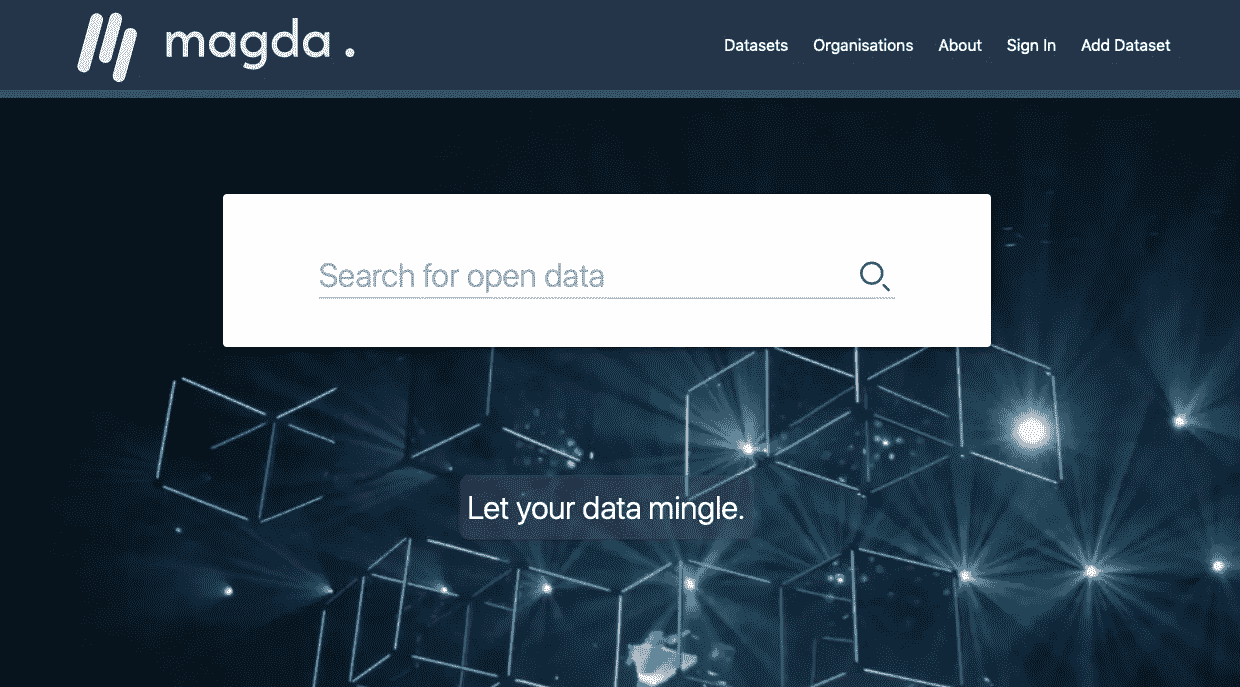 magda .
Datasets Organisations About Sign In Add Dataset
Search for open data
Let your data mingle.